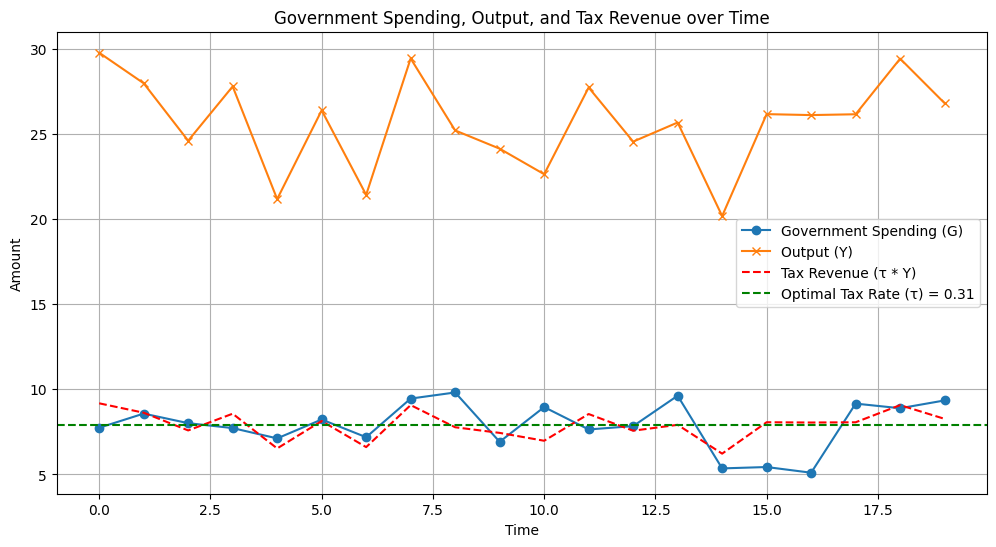 Government Spending, Output, and Tax Revenue over Time
Amount
30
25
20
15
10
5
Government Spending (G)
Output (Y)
Tax Revenue (τ * Y)
Optimal Tax Rate (τ) = 0.31
0.0 2.5 5.0 7.5 10.0 12.5 15.0 17.5
Time